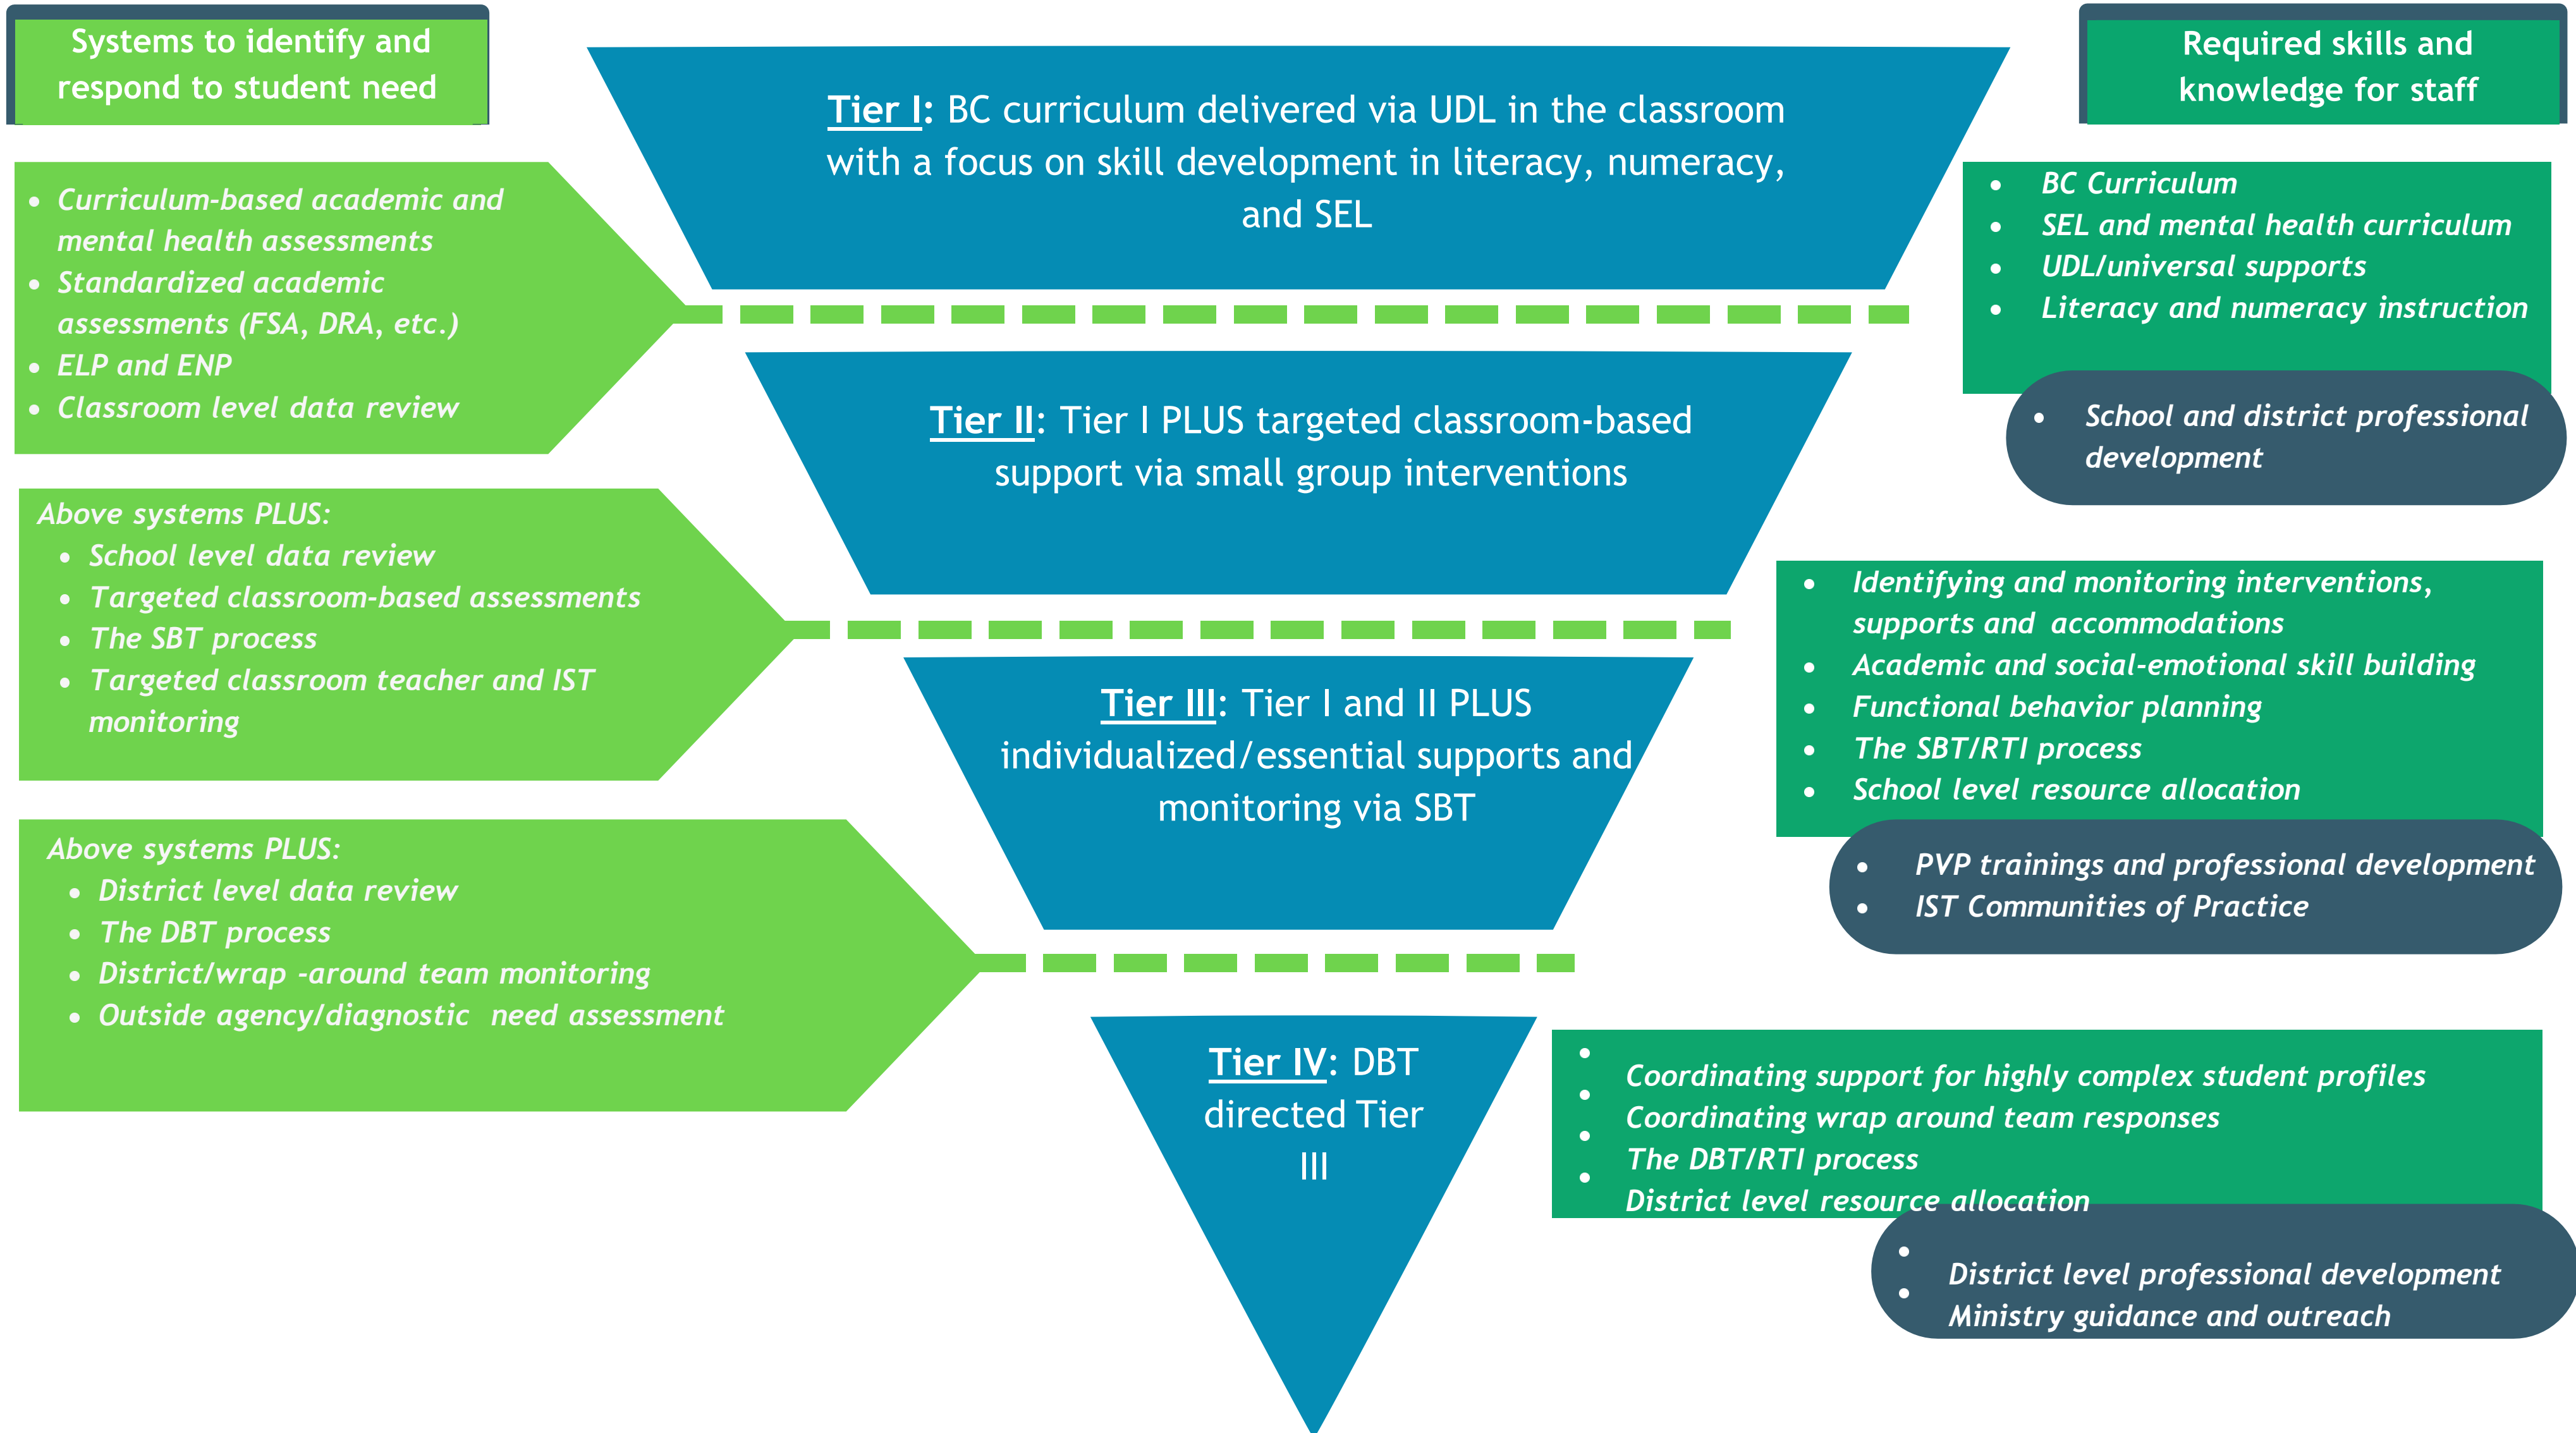 Systems to identify and
respond to student need
Required skills and
knowledge for staff
Tier I: BC curriculum delivered via UDL in the classroom
with a focus on skill development in literacy, numeracy,
and SEL
• Curriculum-based academic and
mental health assessments
• Standardized academic
assessments (FSA, DRA, etc.)
• ELP and ENP
• Classroom level data review
• BC Curriculum
• SEL and mental health curriculum
• UDL/universal supports
• Literacy and numeracy instruction
• School and district professional
development
Tier II: Tier I PLUS targeted classroom-based
support via small group interventions
Above systems PLUS:
• School level data review
• Targeted classroom-based assessments
• The SBT process
• Targeted classroom teacher and IST
monitoring
• Identifying and monitoring interventions,
supports and accommodations
• Academic and social-emotional skill building
• Functional behavior planning
• The SBT/RTI process
• School level resource allocation
• PVP trainings and professional development
• IST Communities of Practice
Tier III: Tier I and II PLUS
individualized/essential supports and
monitoring via SBT
Above systems PLUS:
• District level data review
• The DBT process
• District/wrap -around team monitoring
• Outside agency/diagnostic need assessment
Tier IV: DBT
directed Tier
III
• Coordinating support for highly complex student profiles
• Coordinating wrap around team responses
• The DBT/RTI process
• District level resource allocation
• District level professional development
• Ministry guidance and outreach